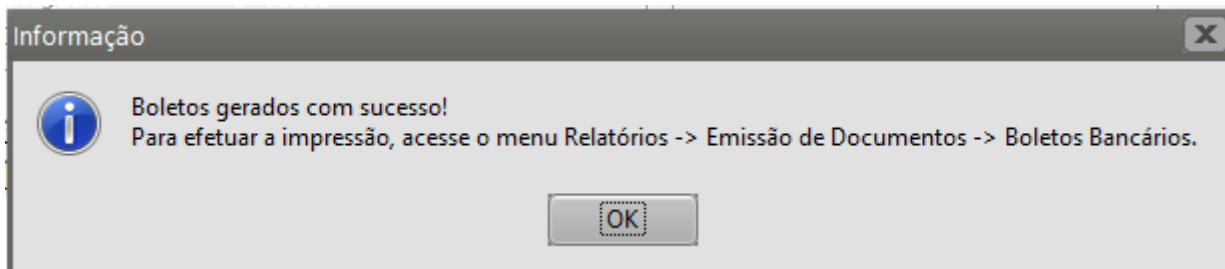 Informação
Boletos gerados com sucesso!
Para efetuar a impressão, acesse o menu Relatórios -> Emissão de Documentos -> Boletos Bancários.
OK